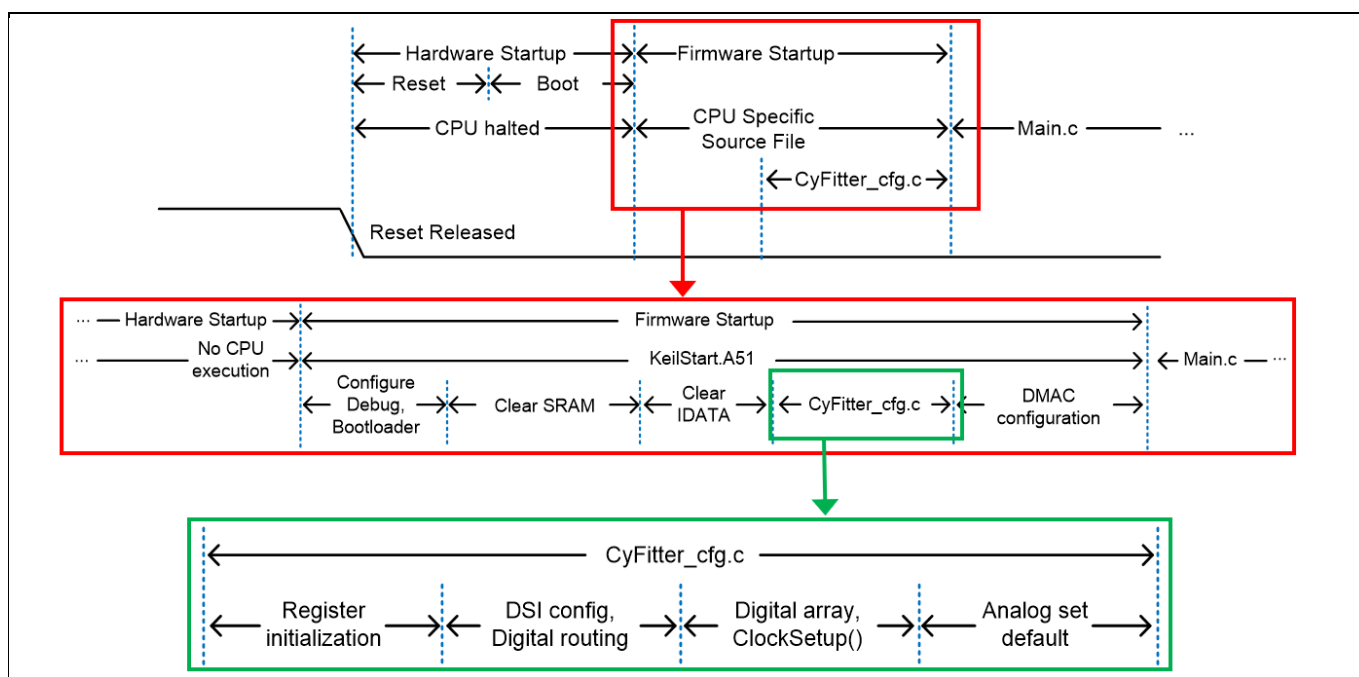 Hardware Startup Firmware Startup
Reset Boot
CPU halted
CPU Specific
Source File
Main.c ...
CyFitter_cfg.c
Reset Released
... Hardware Startup Firmware Startup
... No CPU
execution
KeilStart.A51
Main.c ...
Configure
Debug,
Bootloader
Clear SRAM
Clear
IDATA
CyFitter_cfg.c
DMAC
configuration
CyFitter_cfg.c
Register
initialization
DSI config,
Digital routing
Digital array,
ClockSetup()
Analog set
default